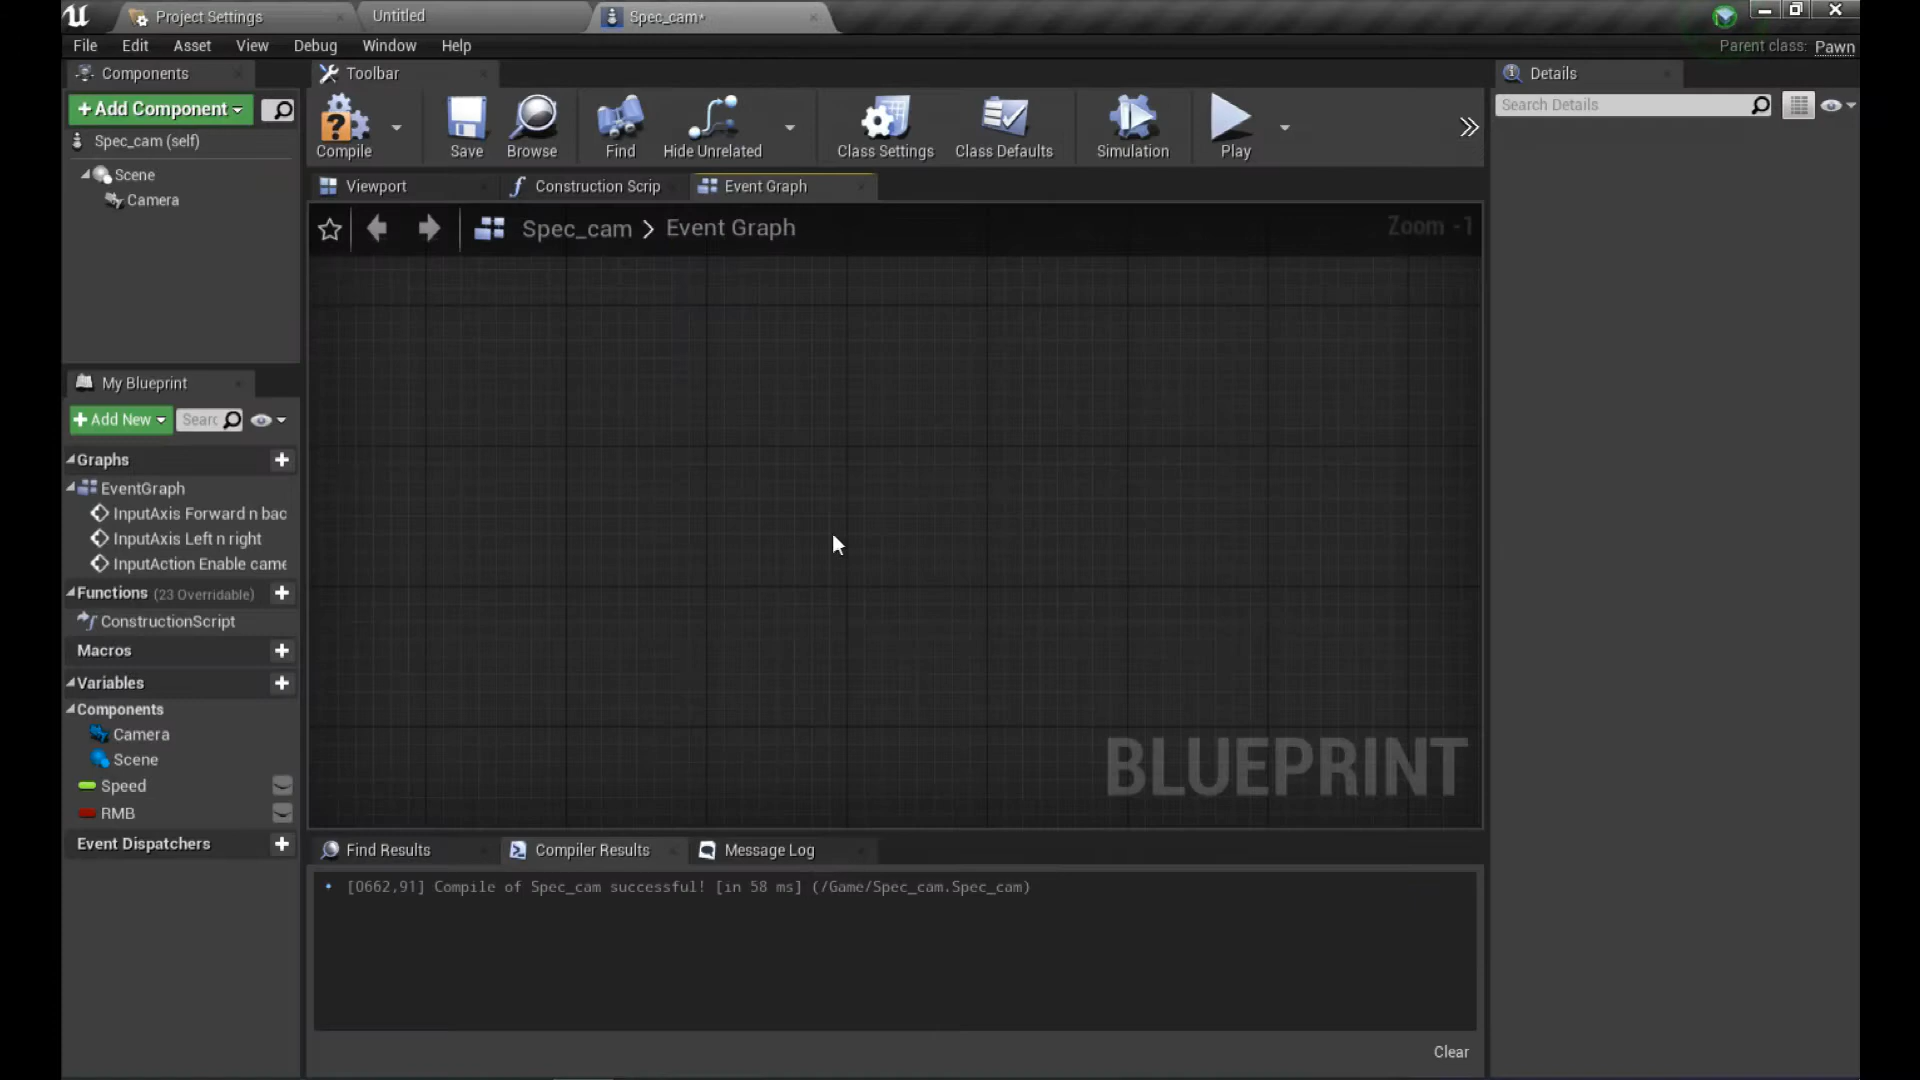 Project Settings
Untitled
Spec_cam*
File
Edit
Asset
View
Debug
Window
Help
Parent class: Pawn
Components
Toolbar
Details
+ Add Component
Search Details
Spec_cam (self)
Scene
Camera
Compile
Save
Browse
Find
Hide Unrelated
Class Settings
Class Defaults
Simulation
Play
Viewport
Construction Scrip
Event Graph
Spec_cam > Event Graph
Zoom -1
My Blueprint
+ Add New
Searc
Graphs
EventGraph
InputAxis Forward n bac
InputAxis Left n right
InputAction Enable came
Functions (23 Overridable)
ConstructionScript
Macros
Variables
Components
Camera
Scene
Speed
RMB
Event Dispatchers
BLUEPRINT
Find Results
Compiler Results
Message Log
[0662,91] Compile of Spec_cam successful! [in 58 ms] (/Game/Spec_cam.Spec_cam)
Clear